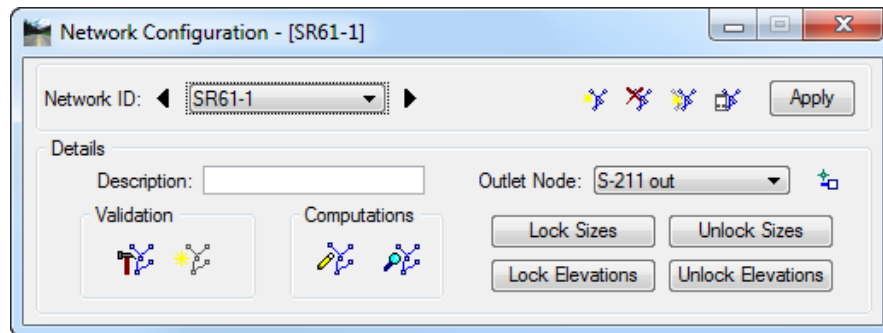 Network Configuration - [SR61-1]
Network ID: SR61-1 Apply
Details
Description: Outlet Node: S-211 out
Validation Computations
Lock Sizes Unlock Sizes
Lock Elevations Unlock Elevations